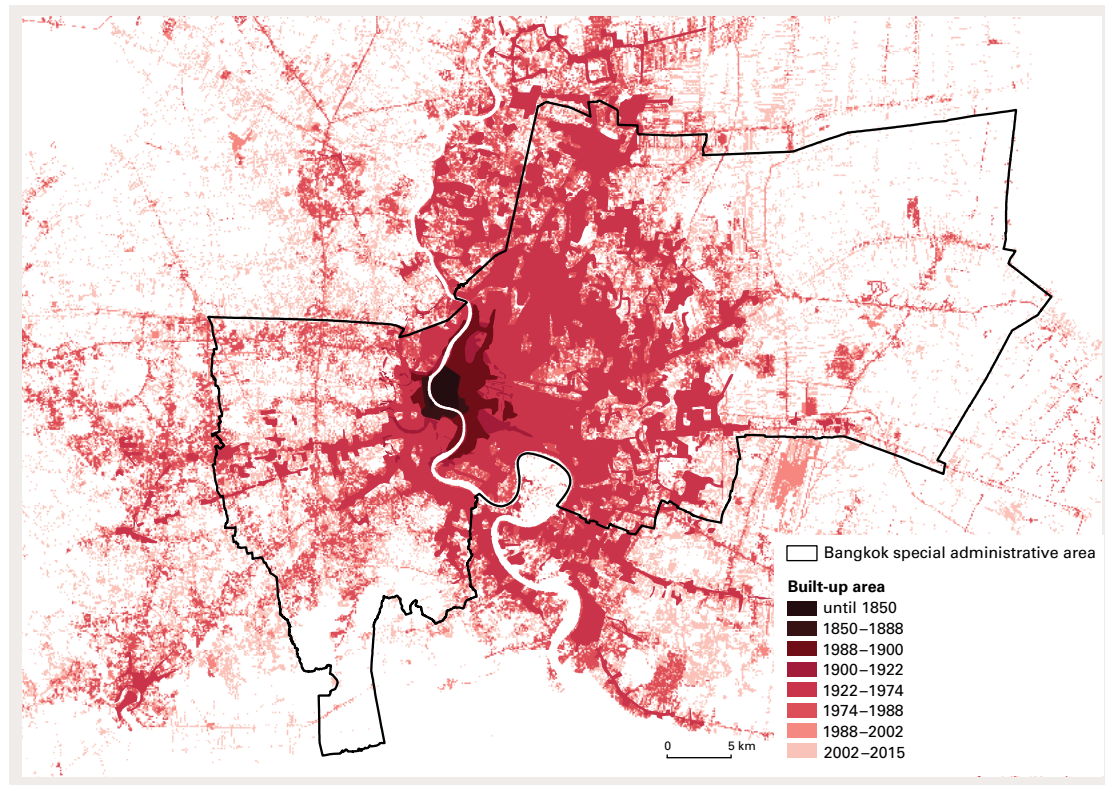 Bangkok special administrative area
Built-up area
until 1850
1850–1888
1988–1900
1900–1922
1922–1974
1974–1988
1988–2002
2002–2015
0 5 km